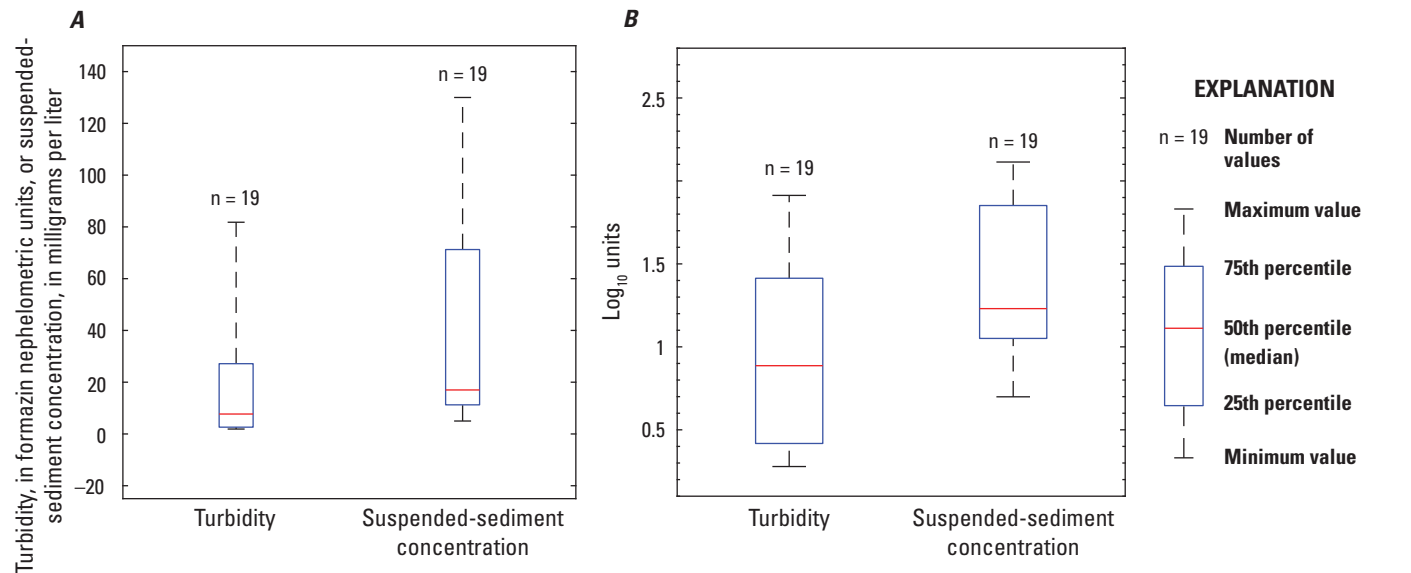 A
Turbidity, in formazin nephelometric units, or suspended-
sediment concentration, in milligrams per liter
140
120
100
80
60
40
20
0
–20
n = 19
n = 19
Turbidity
Suspended-sediment
concentration
B
Log10 units
2.5
1.5
1
0.5
n = 19
n = 19
Turbidity
Suspended-sediment
concentration
EXPLANATION
n = 19 Number of
values
Maximum value
75th percentile
50th percentile
(median)
25th percentile
Minimum value